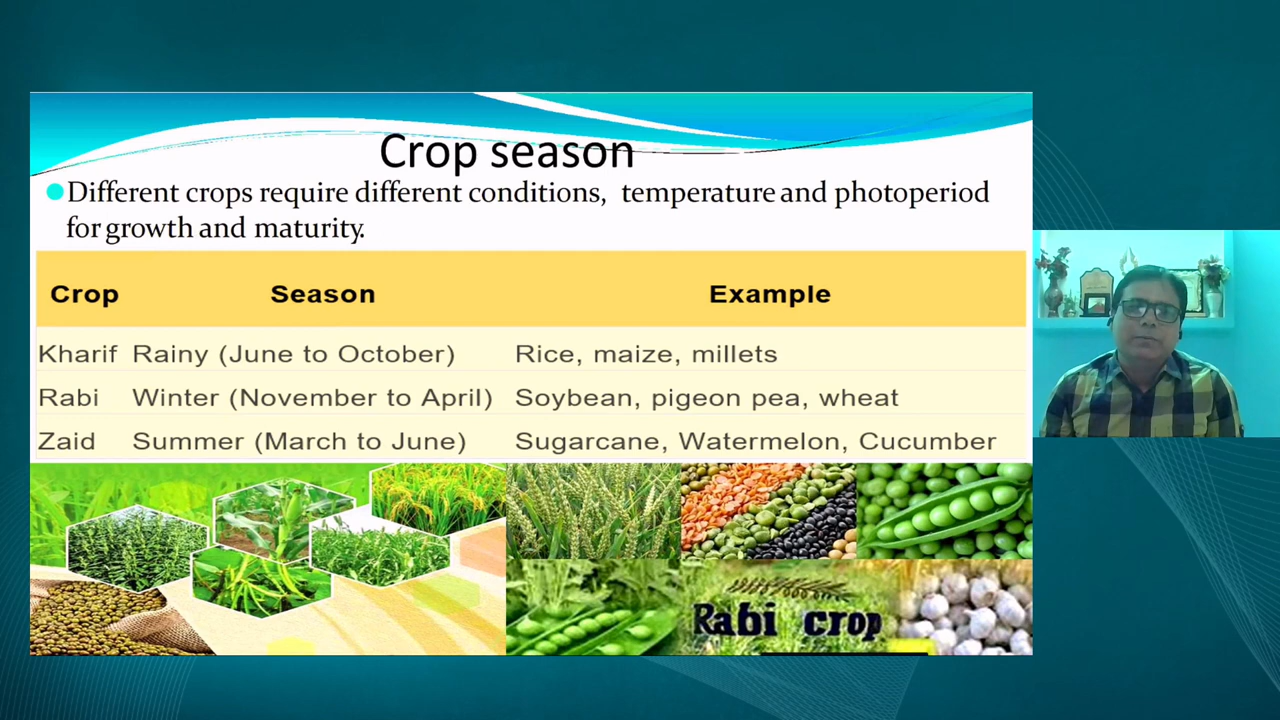 Crop season
Different crops require different conditions, temperature and photoperiod
for growth and maturity.
Crop Season Example
Kharif Rainy (June to October) Rice, maize, millets
Rabi Winter (November to April) Soybean, pigeon pea, wheat
Zaid Summer (March to June) Sugarcane, Watermelon, Cucumber
Rabi crop